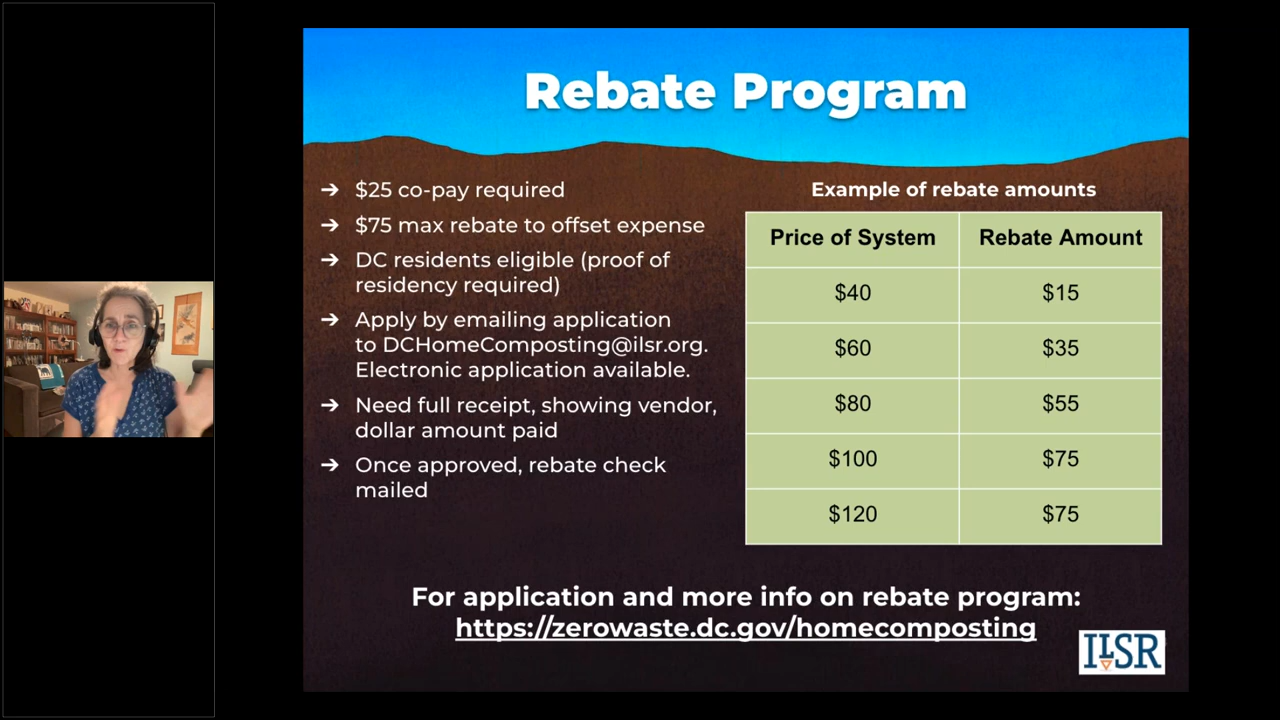 Rebate Program
➔ $25 co-pay required
➔ $75 max rebate to offset expense
➔ DC residents eligible (proof of
residency required)
➔ Apply by emailing application
to DCHomeComposting@ilsr.org.
Electronic application available.
➔ Need full receipt, showing vendor,
dollar amount paid
➔ Once approved, rebate check
mailed
Example of rebate amounts
Price of System Rebate Amount
$40 $15
$60 $35
$80 $55
$100 $75
$120 $75
For application and more info on rebate program:
https://zerowaste.dc.gov/homecomposting
ILSR